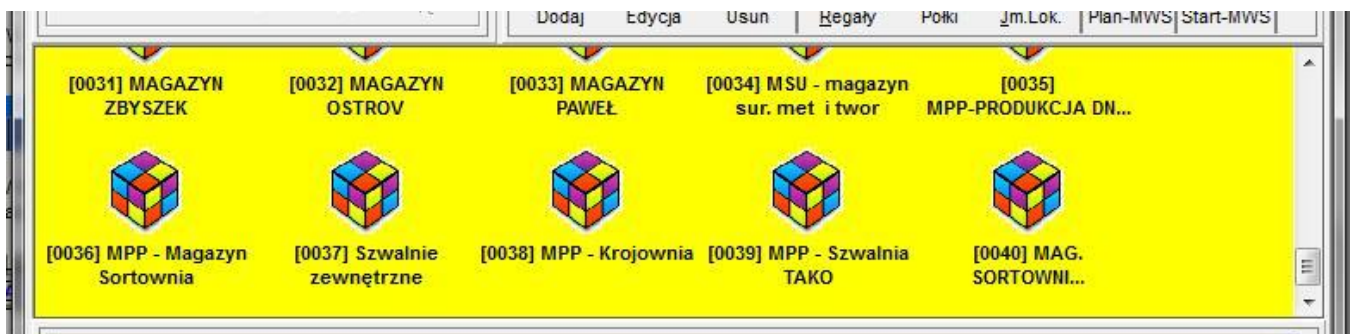 Dodaj Edycja Usuń Regały Półki Jm.Lok. Plan-MWS Start-MWS
[0031] MAGAZYN ZBYSZEK
[0032] MAGAZYN OSTROV
[0033] MAGAZYN PAWEŁ
[0034] MSU - magazyn sur. met i twor
[0035] MPP-PRODUKCJA DN...
[0036] MPP - Magazyn Sortownia
[0037] Szwalnie zewnętrzne
[0038] MPP - Krojownia
[0039] MPP - Szwalnia TAKO
[0040] MAG. SORTOWNI...